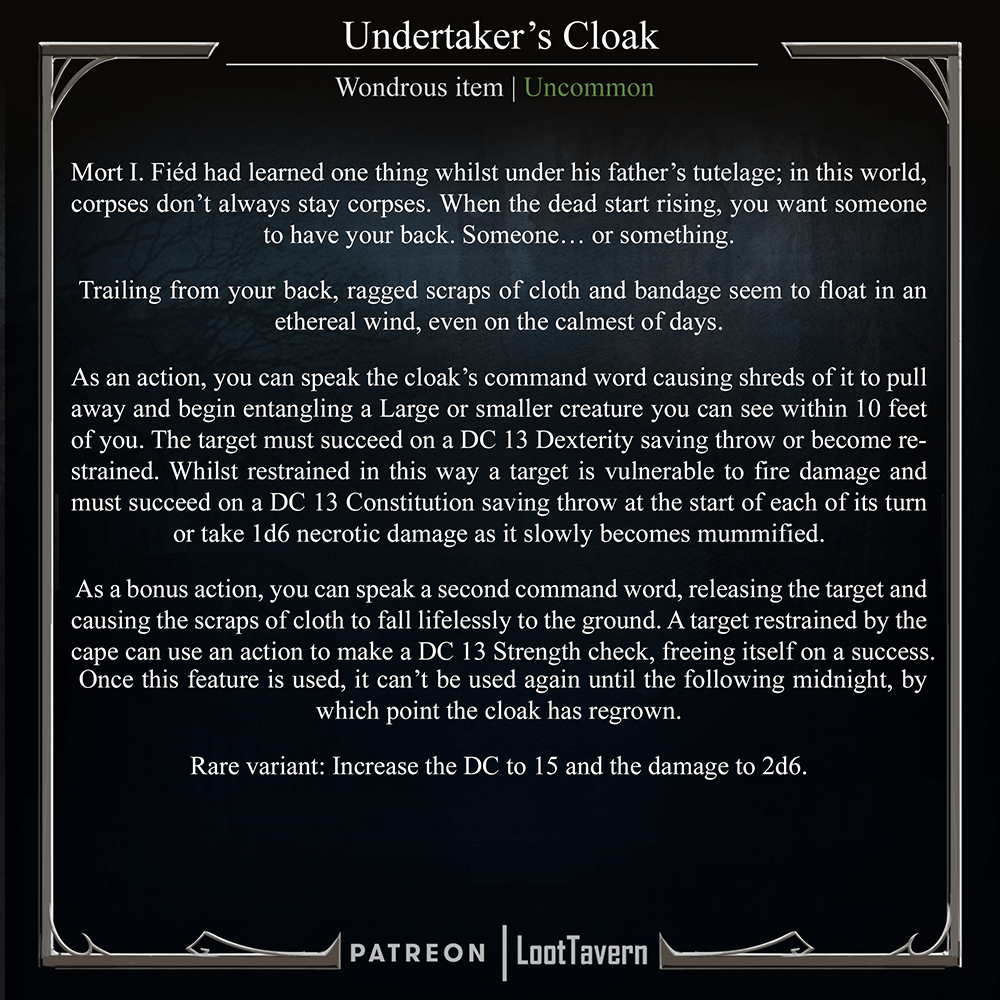 Undertaker’s Cloak
Wondrous item | Uncommon
Mort I. Fiéd had learned one thing whilst under his father’s tutelage; in this world,
corpses don’t always stay corpses. When the dead start rising, you want someone
to have your back. Someone… or something.
Trailing from your back, ragged scraps of cloth and bandage seem to float in an
ethereal wind, even on the calmest of days.
As an action, you can speak the cloak’s command word causing shreds of it to pull
away and begin entangling a Large or smaller creature you can see within 10 feet
of you. The target must succeed on a DC 13 Dexterity saving throw or become re-
strained. Whilst restrained in this way a target is vulnerable to fire damage and
must succeed on a DC 13 Constitution saving throw at the start of each of its turn
or take 1d6 necrotic damage as it slowly becomes mummified.
As a bonus action, you can speak a second command word, releasing the target and
causing the scraps of cloth to fall lifelessly to the ground. A target restrained by the
cape can use an action to make a DC 13 Strength check, freeing itself on a success.
Once this feature is used, it can’t be used again until the following midnight, by
which point the cloak has regrown.
Rare variant: Increase the DC to 15 and the damage to 2d6.
PATREON | LootTavern